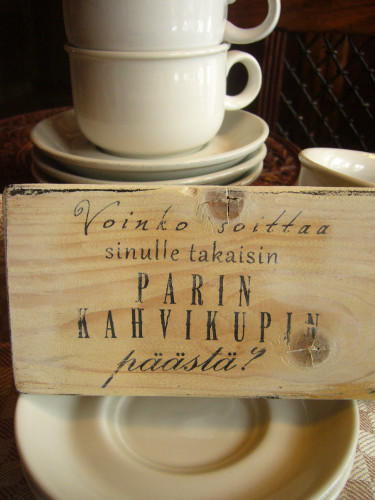 Voinko soittaa
sinulle takaisin
PARIN
KAHVIKUPIN
päästä?